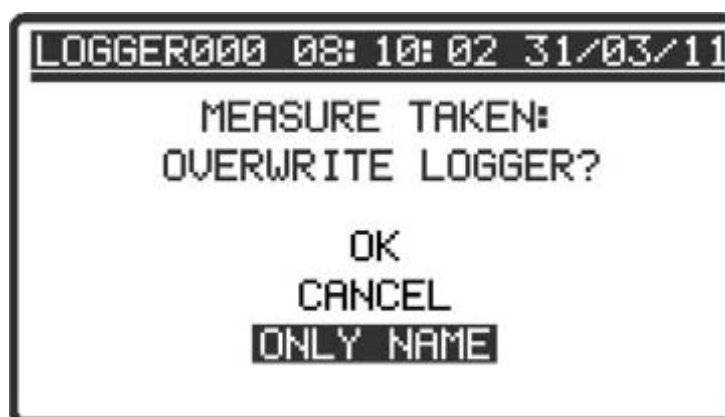 LOGGER000 08:10:02 31/03/11
MEASURE TAKEN:
OVERWRITE LOGGER?
OK
CANCEL
ONLY NAME